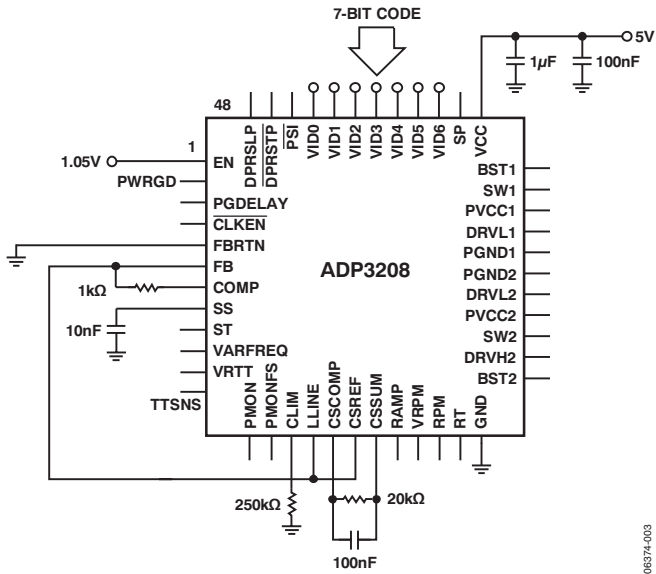 7-BIT CODE
5V
1µF
100nF
48
DPRSLP
DPRSTP
PSI
VID0
VID1
VID2
VID3
VID4
VID5
VID6
SP
VCC
1
1.05V
EN
PWRGD
PGDELAY
CLKEN
FBRTN
FB
COMP
1kΩ
SS
10nF
ST
VARFREQ
VRTT
TTSNS
ADP3208
BST1
SW1
PVCC1
DRVL1
PGND1
PGND2
DRVL2
PVCC2
SW2
DRVH2
BST2
PMON
PMONFS
CLIM
LLINE
CSCOMP
CSREF
CSSUM
RAMP
VRPM
RPM
RT
GND
250kΩ
20kΩ
100nF
06374-003